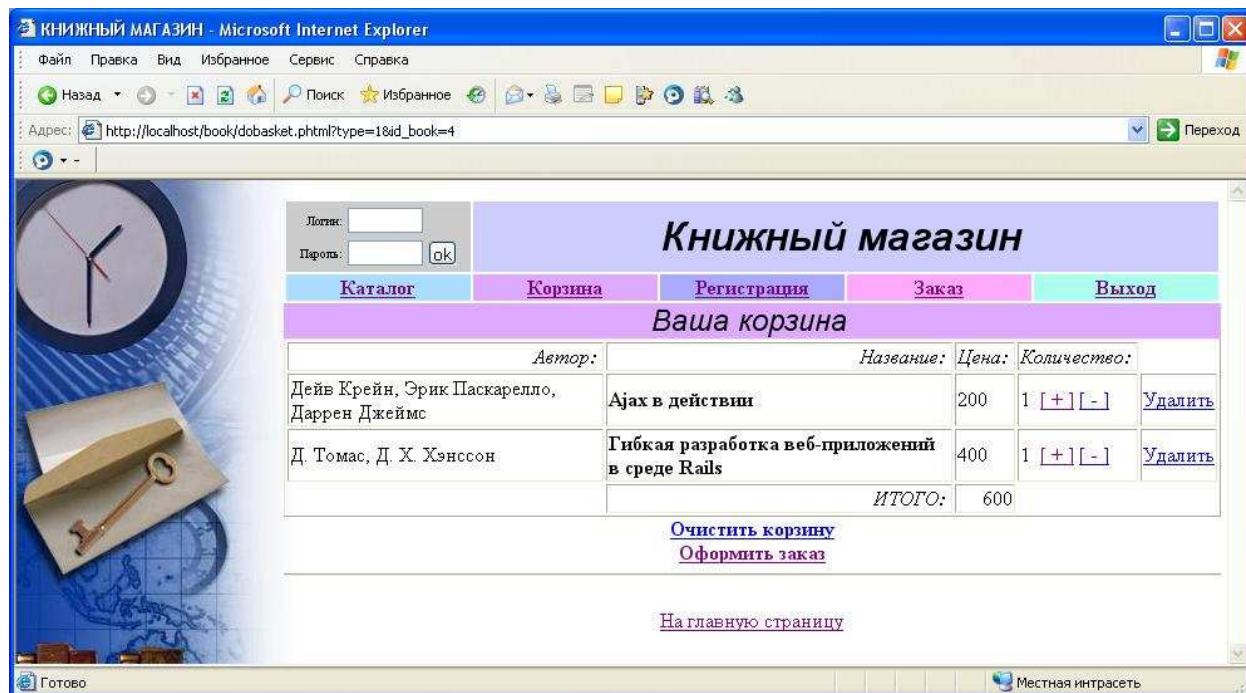 КНИЖНЫЙ МАГАЗИН - Microsoft Internet Explorer
Файл Правка Вид Избранное Сервис Справка
Назад Поиск Избранное
Адрес: http://localhost/book/dobasket.phtml?type=1&id_book=4 Переход
Логин:
Пароль: ok
Книжный магазин
Каталог Корзина Регистрация Заказ Выход
Ваша корзина
Автор: Название: Цена: Количество:
Дейв Крейн, Эрик Паскарелло,
Даррен Джеймс
Ajax в действии 200 1 [ + ] [ - ] Удалить
Д. Томас, Д. Х. Хэнссон
Гибкая разработка веб-приложений
в среде Rails
400 1 [ + ] [ - ] Удалить
ИТОГО: 600
Очистить корзину
Оформить заказ
На главную страницу
Готово Местная интрасеть